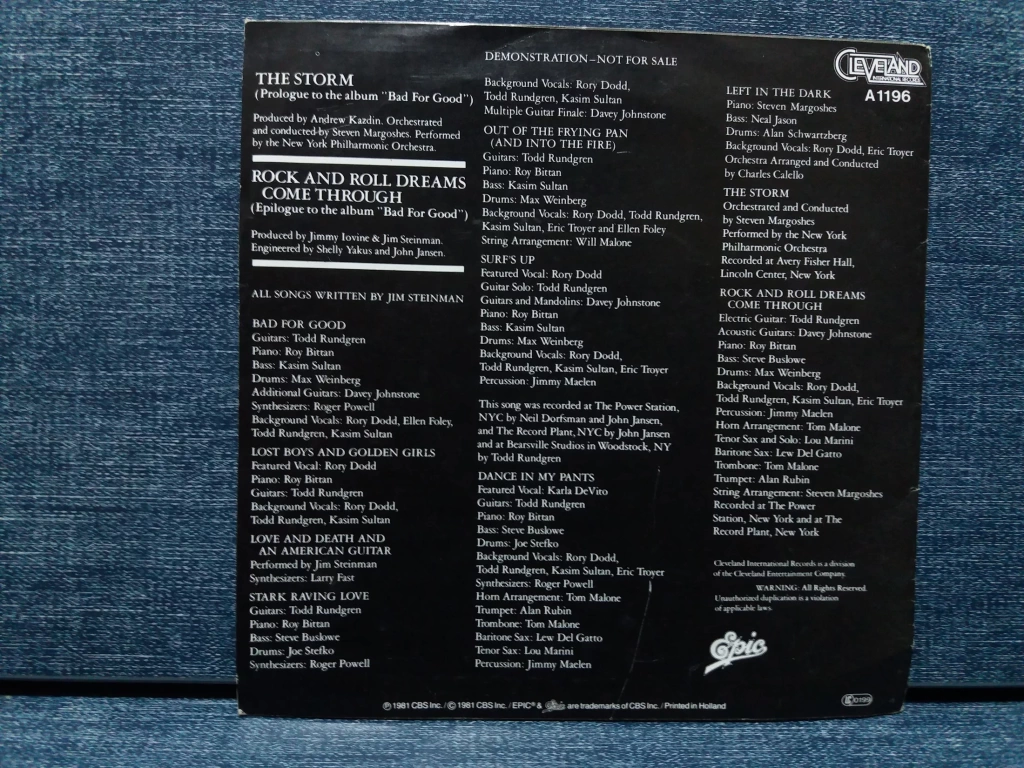 THE STORM
(Prologue to the album "Bad For Good")
Produced by Andrew Kazdin. Orchestrated
and conducted by Steven Margoshes. Performed
by the New York Philharmonic Orchestra.
ROCK AND ROLL DREAMS
COME THROUGH
(Epilogue to the album "Bad For Good")
Produced by Jimmy Iovine & Jim Steinman.
Engineered by Shelly Yakus and John Jansen.
ALL SONGS WRITTEN BY JIM STEINMAN
BAD FOR GOOD
Guitars: Todd Rundgren
Piano: Roy Bittan
Bass: Kasim Sultan
Drums: Max Weinberg
Additional Guitars: Davey Johnstone
Synthesizers: Roger Powell
Background Vocals: Rory Dodd, Ellen Foley,
Todd Rundgren, Kasim Sultan
LOST BOYS AND GOLDEN GIRLS
Featured Vocal: Rory Dodd
Piano: Roy Bittan
Guitars: Todd Rundgren
Background Vocals: Rory Dodd,
Todd Rundgren, Kasim Sultan
LOVE AND DEATH AND
AN AMERICAN GUITAR
Performed by Jim Steinman
Synthesizers: Larry Fast
STARK RAVING LOVE
Guitars: Todd Rundgren
Piano: Roy Bittan
Bass: Steve Buslowe
Drums: Joe Stefko
Synthesizers: Roger Powell
DEMONSTRATION–NOT FOR SALE
Background Vocals: Rory Dodd,
Todd Rundgren, Kasim Sultan
Multiple Guitar Finale: Davey Johnstone
OUT OF THE FRYING PAN
(AND INTO THE FIRE)
Guitars: Todd Rundgren
Piano: Roy Bittan
Bass: Kasim Sultan
Drums: Max Weinberg
Background Vocals: Rory Dodd, Todd Rundgren,
Kasim Sultan, Eric Troyer and Ellen Foley
String Arrangement: Will Malone
SURF'S UP
Featured Vocal: Rory Dodd
Guitar Solo: Todd Rundgren
Guitars and Mandolins: Davey Johnstone
Piano: Roy Bittan
Bass: Kasim Sultan
Drums: Max Weinberg
Background Vocals: Rory Dodd,
Todd Rundgren, Kasim Sultan, Eric Troyer
Percussion: Jimmy Maelen
This song was recorded at The Power Station,
NYC by Neil Dorfsman and John Jansen,
and The Record Plant, NYC by John Jansen
and at Bearsville Studios in Woodstock, NY
by Todd Rundgren
DANCE IN MY PANTS
Featured Vocal: Karla DeVito
Guitars: Todd Rundgren
Piano: Roy Bittan
Bass: Steve Buslowe
Drums: Joe Stefko
Background Vocals: Rory Dodd,
Todd Rundgren, Kasim Sultan, Eric Troyer
Synthesizers: Roger Powell
Horn Arrangement: Tom Malone
Trumpet: Alan Rubin
Trombone: Tom Malone
Baritone Sax: Lew Del Gatto
Tenor Sax: Lou Marini
Percussion: Jimmy Maelen
CLEVELAND
INTERNATIONAL RECORDS
A 1196
LEFT IN THE DARK
Piano: Steven Margoshes
Bass: Neal Jason
Drums: Alan Schwartzberg
Background Vocals: Rory Dodd, Eric Troyer
Orchestra Arranged and Conducted
by Charles Calello
THE STORM
Orchestrated and Conducted
by Steven Margoshes
Performed by the New York
Philharmonic Orchestra
Recorded at Avery Fisher Hall,
Lincoln Center, New York
ROCK AND ROLL DREAMS
COME THROUGH
Electric Guitar: Todd Rundgren
Acoustic Guitars: Davey Johnstone
Piano: Roy Bittan
Bass: Steve Buslowe
Drums: Max Weinberg
Background Vocals: Rory Dodd,
Todd Rundgren, Kasim Sultan, Eric Troyer
Percussion: Jimmy Maelen
Horn Arrangement: Tom Malone
Tenor Sax and Solo: Lou Marini
Baritone Sax: Lew Del Gatto
Trombone: Tom Malone
Trumpet: Alan Rubin
String Arrangement: Steven Margoshes
Recorded at The Power
Station, New York and at The
Record Plant, New York
Cleveland International Records is a division
of the Cleveland Entertainment Company.
WARNING: All Rights Reserved.
Unauthorized duplication is a violation
of applicable laws.
Epic
℗ 1981 CBS Inc. / © 1981 CBS Inc. / EPIC® & Epic are trademarks of CBS Inc. / Printed in Holland